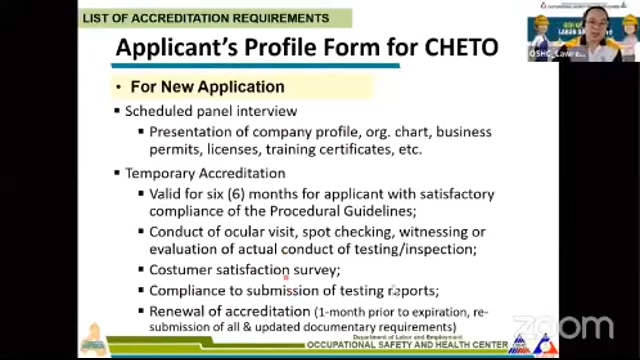 LIST OF ACCREDITATION REQUIREMENTS
Applicant's Profile Form for CHETO
• For New Application
▪ Scheduled panel interview
▪ Presentation of company profile, org. chart, business
permits, licenses, training certificates, etc.
▪ Temporary Accreditation
▪ Valid for six (6) months for applicant with satisfactory
compliance of the Procedural Guidelines;
▪ Conduct of ocular visit, spot checking, witnessing or
evaluation of actual conduct of testing/inspection;
▪ Costumer satisfaction survey;
▪ Compliance to submission of testing reports;
▪ Renewal of accreditation (1-month prior to expiration, re-
submission of all & updated documentary requirements)
Department of Labor and Employment
OCCUPATIONAL SAFETY AND HEALTH CENTER
zoom